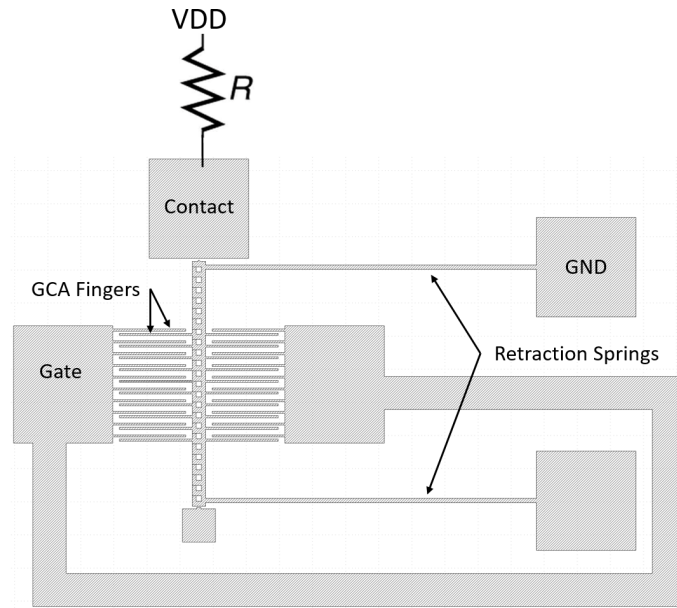 VDD
R
Contact
GND
GCA Fingers
Retraction Springs
Gate